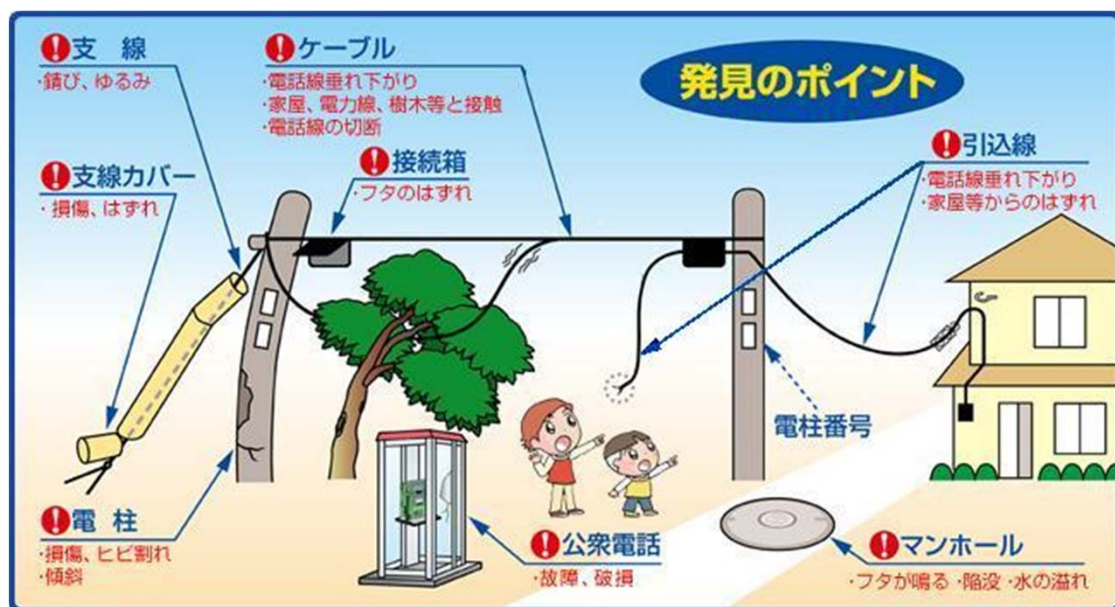 発見のポイント
支 線
・錆び、ゆるみ
ケーブル
・電話線垂れ下がり
・家屋、電力線、樹木等と接触
・電話線の切断
引込線
・電話線垂れ下がり
・家屋等からのはずれ
接続箱
・フタのはずれ
支線カバー
・損傷、はずれ
電柱番号
電 柱
・損傷、ヒビ割れ
・傾斜
公衆電話
・故障、破損
マンホール
・フタが鳴る ・陥没 ・水の溢れ